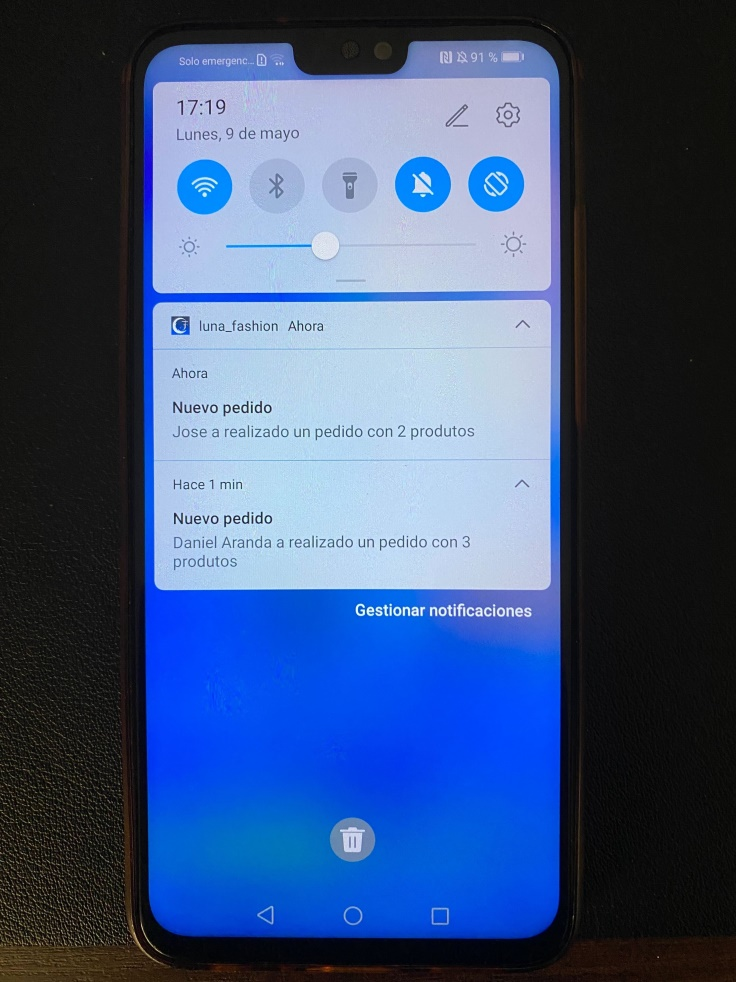 Solo emergenc... 91 %
17:19
Lunes, 9 de mayo
luna_fashion Ahora
Ahora
Nuevo pedido
Jose a realizado un pedido con 2 produtos
Hace 1 min
Nuevo pedido
Daniel Aranda a realizado un pedido con 3
produtos
Gestionar notificaciones